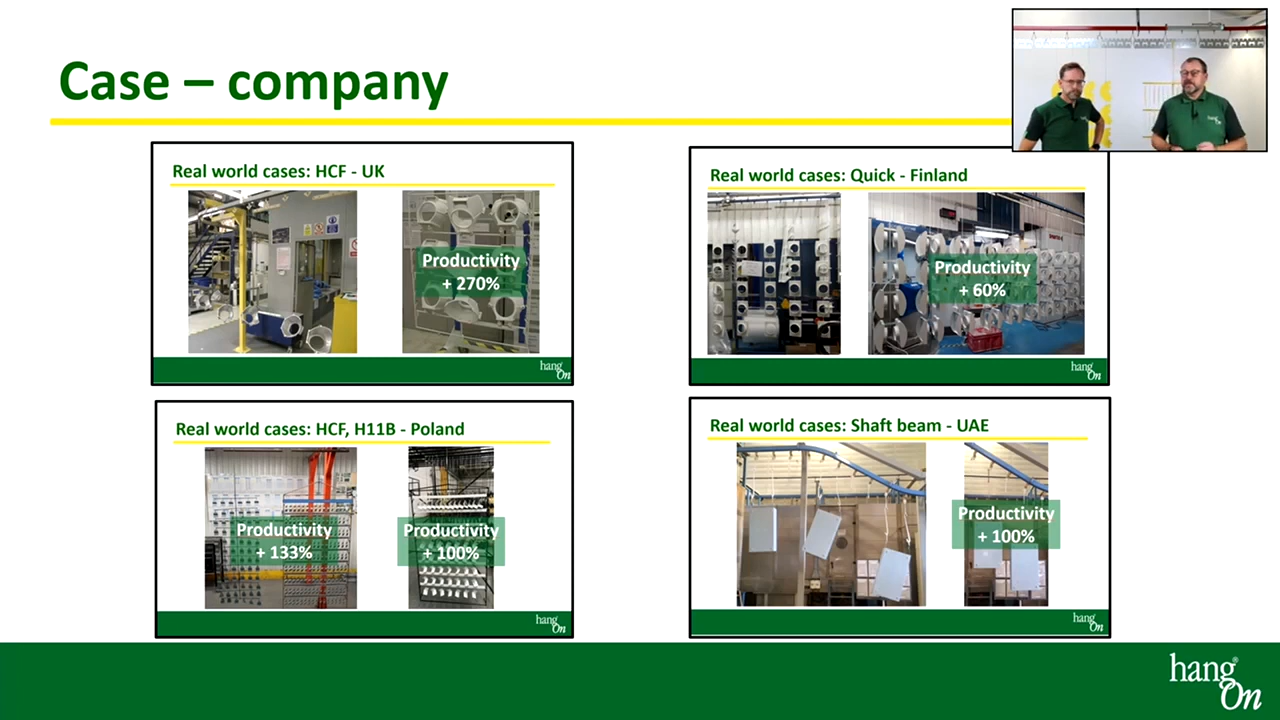 Case – company
Real world cases: HCF - UK
Productivity
+ 270%
hang
On
Real world cases: Quick - Finland
Productivity
+ 60%
hang
On
Real world cases: HCF, H11B - Poland
Productivity
+ 133%
Productivity
+ 100%
hang
On
Real world cases: Shaft beam - UAE
Productivity
+ 100%
hang
On
hang®
On
hang
On